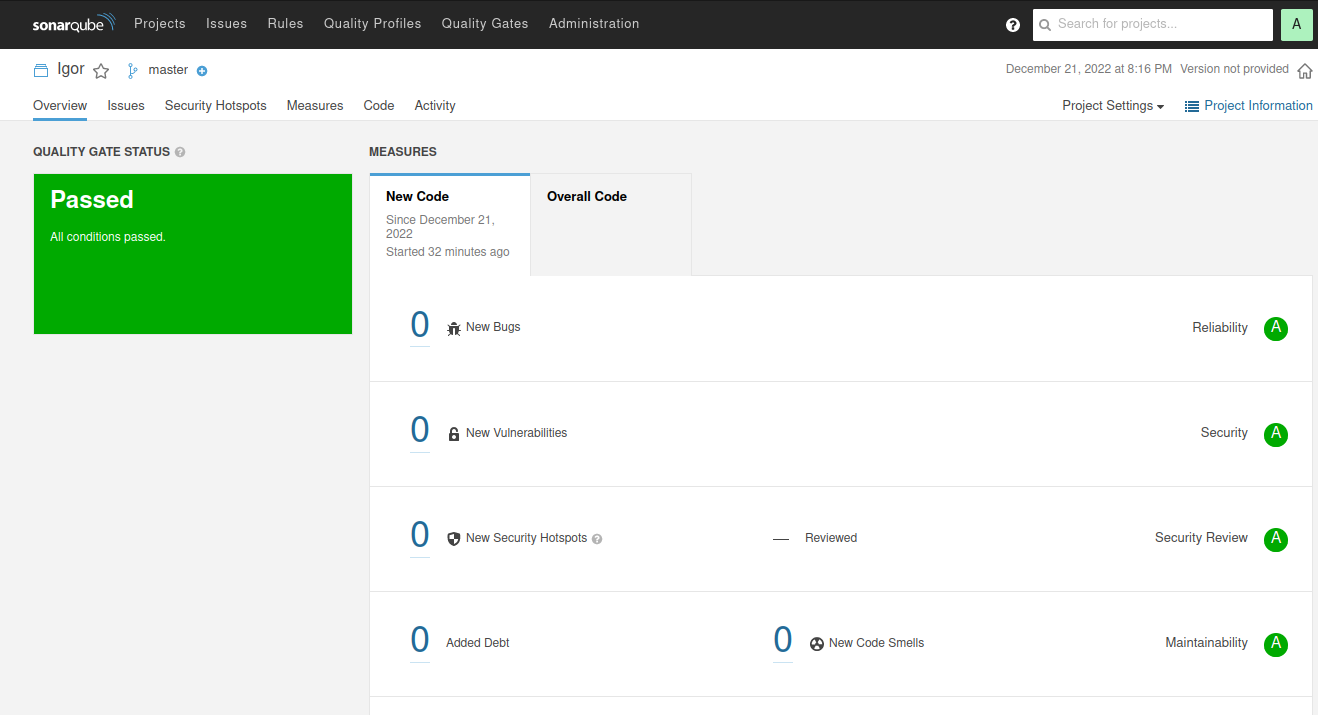 sonarqube Projects Issues Rules Quality Profiles Quality Gates Administration ? Search for projects... A
Igor master December 21, 2022 at 8:16 PM Version not provided
Overview Issues Security Hotspots Measures Code Activity Project Settings Project Information
QUALITY GATE STATUS ?
Passed
All conditions passed.
MEASURES
New Code
Since December 21,
2022
Started 32 minutes ago
Overall Code
0 New Bugs Reliability A
0 New Vulnerabilities Security A
0 New Security Hotspots ? — Reviewed Security Review A
0 Added Debt 0 New Code Smells Maintainability A